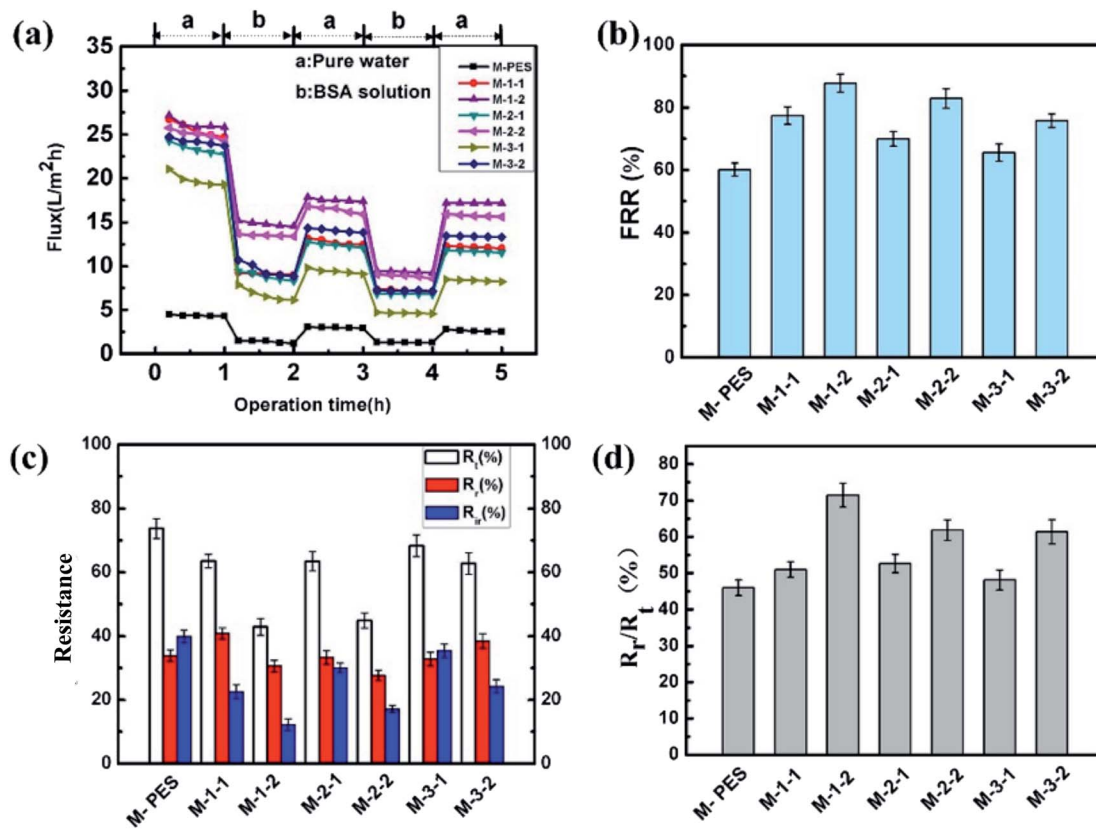 (a)
a b a b a
a:Pure water
b:BSA solution
M-PES
M-1-1
M-1-2
M-2-1
M-2-2
M-3-1
M-3-2
Flux(L/m²h)
35
30
25
20
15
10
5
0
0 1 2 3 4 5
Operation time(h)
(b)
FRR (%)
100
80
60
40
20
0
M- PES M-1-1 M-1-2 M-2-1 M-2-2 M-3-1 M-3-2
(c)
Rt(%)
Rr(%)
Rir(%)
Resistance
100 100
80 80
60 60
40 40
20 20
0 0
M- PES M-1-1 M-1-2 M-2-1 M-2-2 M-3-1 M-3-2
(d)
Rr/Rt (%)
80
70
60
50
40
30
20
10
0
M- PES M-1-1 M-1-2 M-2-1 M-2-2 M-3-1 M-3-2